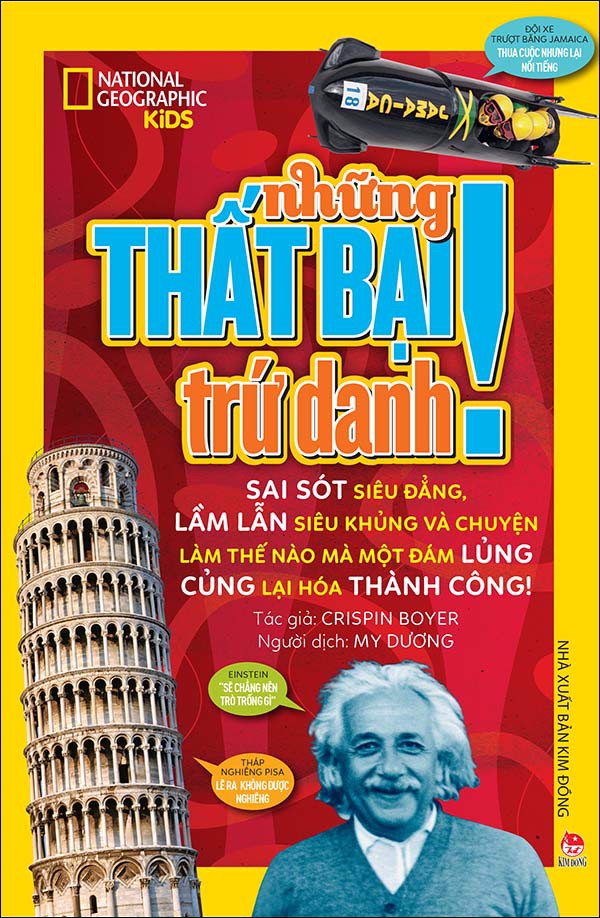 ĐỘI XE
TRƯỢT BĂNG JAMAICA
THUA CUỘC NHƯNG LẠI
NỔI TIẾNG
NATIONAL
GEOGRAPHIC
KiDS
18
JAMAICA
những
THẤT BẠI!
trứ danh
SAI SÓT SIÊU ĐẲNG,
LẦM LẪN SIÊU KHỦNG VÀ CHUYỆN
LÀM THẾ NÀO MÀ MỘT ĐÁM LỦNG
CỦNG LẠI HÓA THÀNH CÔNG!
Tác giả: CRISPIN BOYER
Người dịch: MY DƯƠNG
EINSTEIN
"SẼ CHẲNG NÊN
TRÒ TRỐNG GÌ"
THÁP
NGHIÊNG PISA
LẼ RA KHÔNG ĐƯỢC
NGHIÊNG
NHÀ XUẤT BẢN KIM ĐỒNG
KIM ĐỒNG